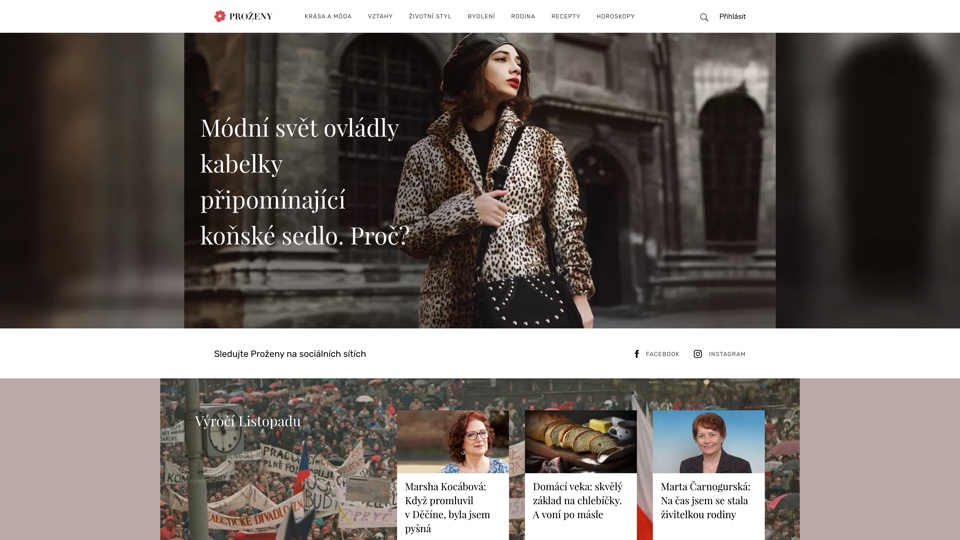 PROŽENY
KRÁSA A MÓDA VZTAHY ŽIVOTNÍ STYL BYDLENÍ RODINA RECEPTY HOROSKOPY
Přihlásit
Módní svět ovládly
kabelky
připomínající
koňské sedlo. Proč?
Sledujte Proženy na sociálních sítích
FACEBOOK INSTAGRAM
Výročí Listopadu
Marsha Kocábová:
Když promluvil
v Děčíně, byla jsem
pyšná
Domácí veka: skvělý
základ na chlebíčky.
A voní po másle
Marta Čarnogurská:
Na čas jsem se stala
živitelkou rodiny